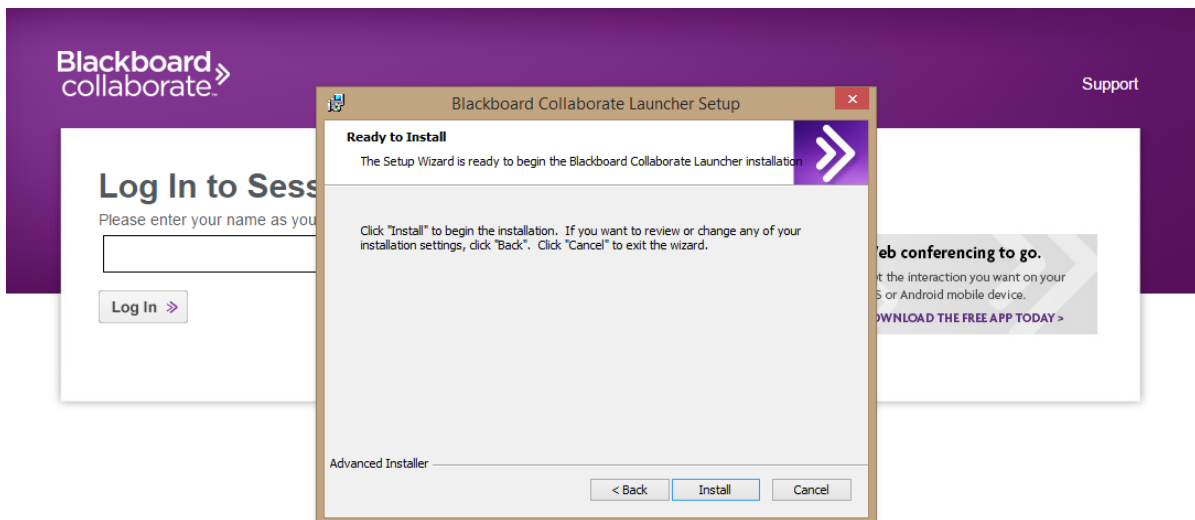 Blackboard
collaborate™
Support
Blackboard Collaborate Launcher Setup
Ready to Install
The Setup Wizard is ready to begin the Blackboard Collaborate Launcher installation
Click "Install" to begin the installation. If you want to review or change any of your
installation settings, click "Back". Click "Cancel" to exit the wizard.
Advanced Installer
< Back
Install
Cancel
Log In to Sess
Please enter your name as you
Log In
eb conferencing to go.
the interaction you want on your
S or Android mobile device.
OWNLOAD THE FREE APP TODAY >